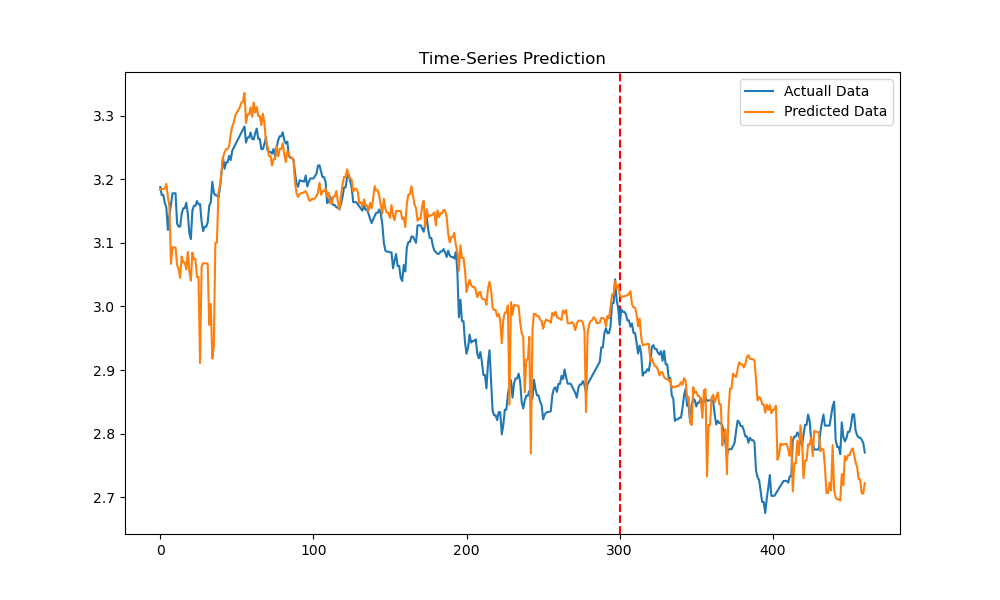 Time-Series Prediction
Actuall Data
Predicted Data
3.3
3.2
3.1
3.0
2.9
2.8
2.7
0 100 200 300 400